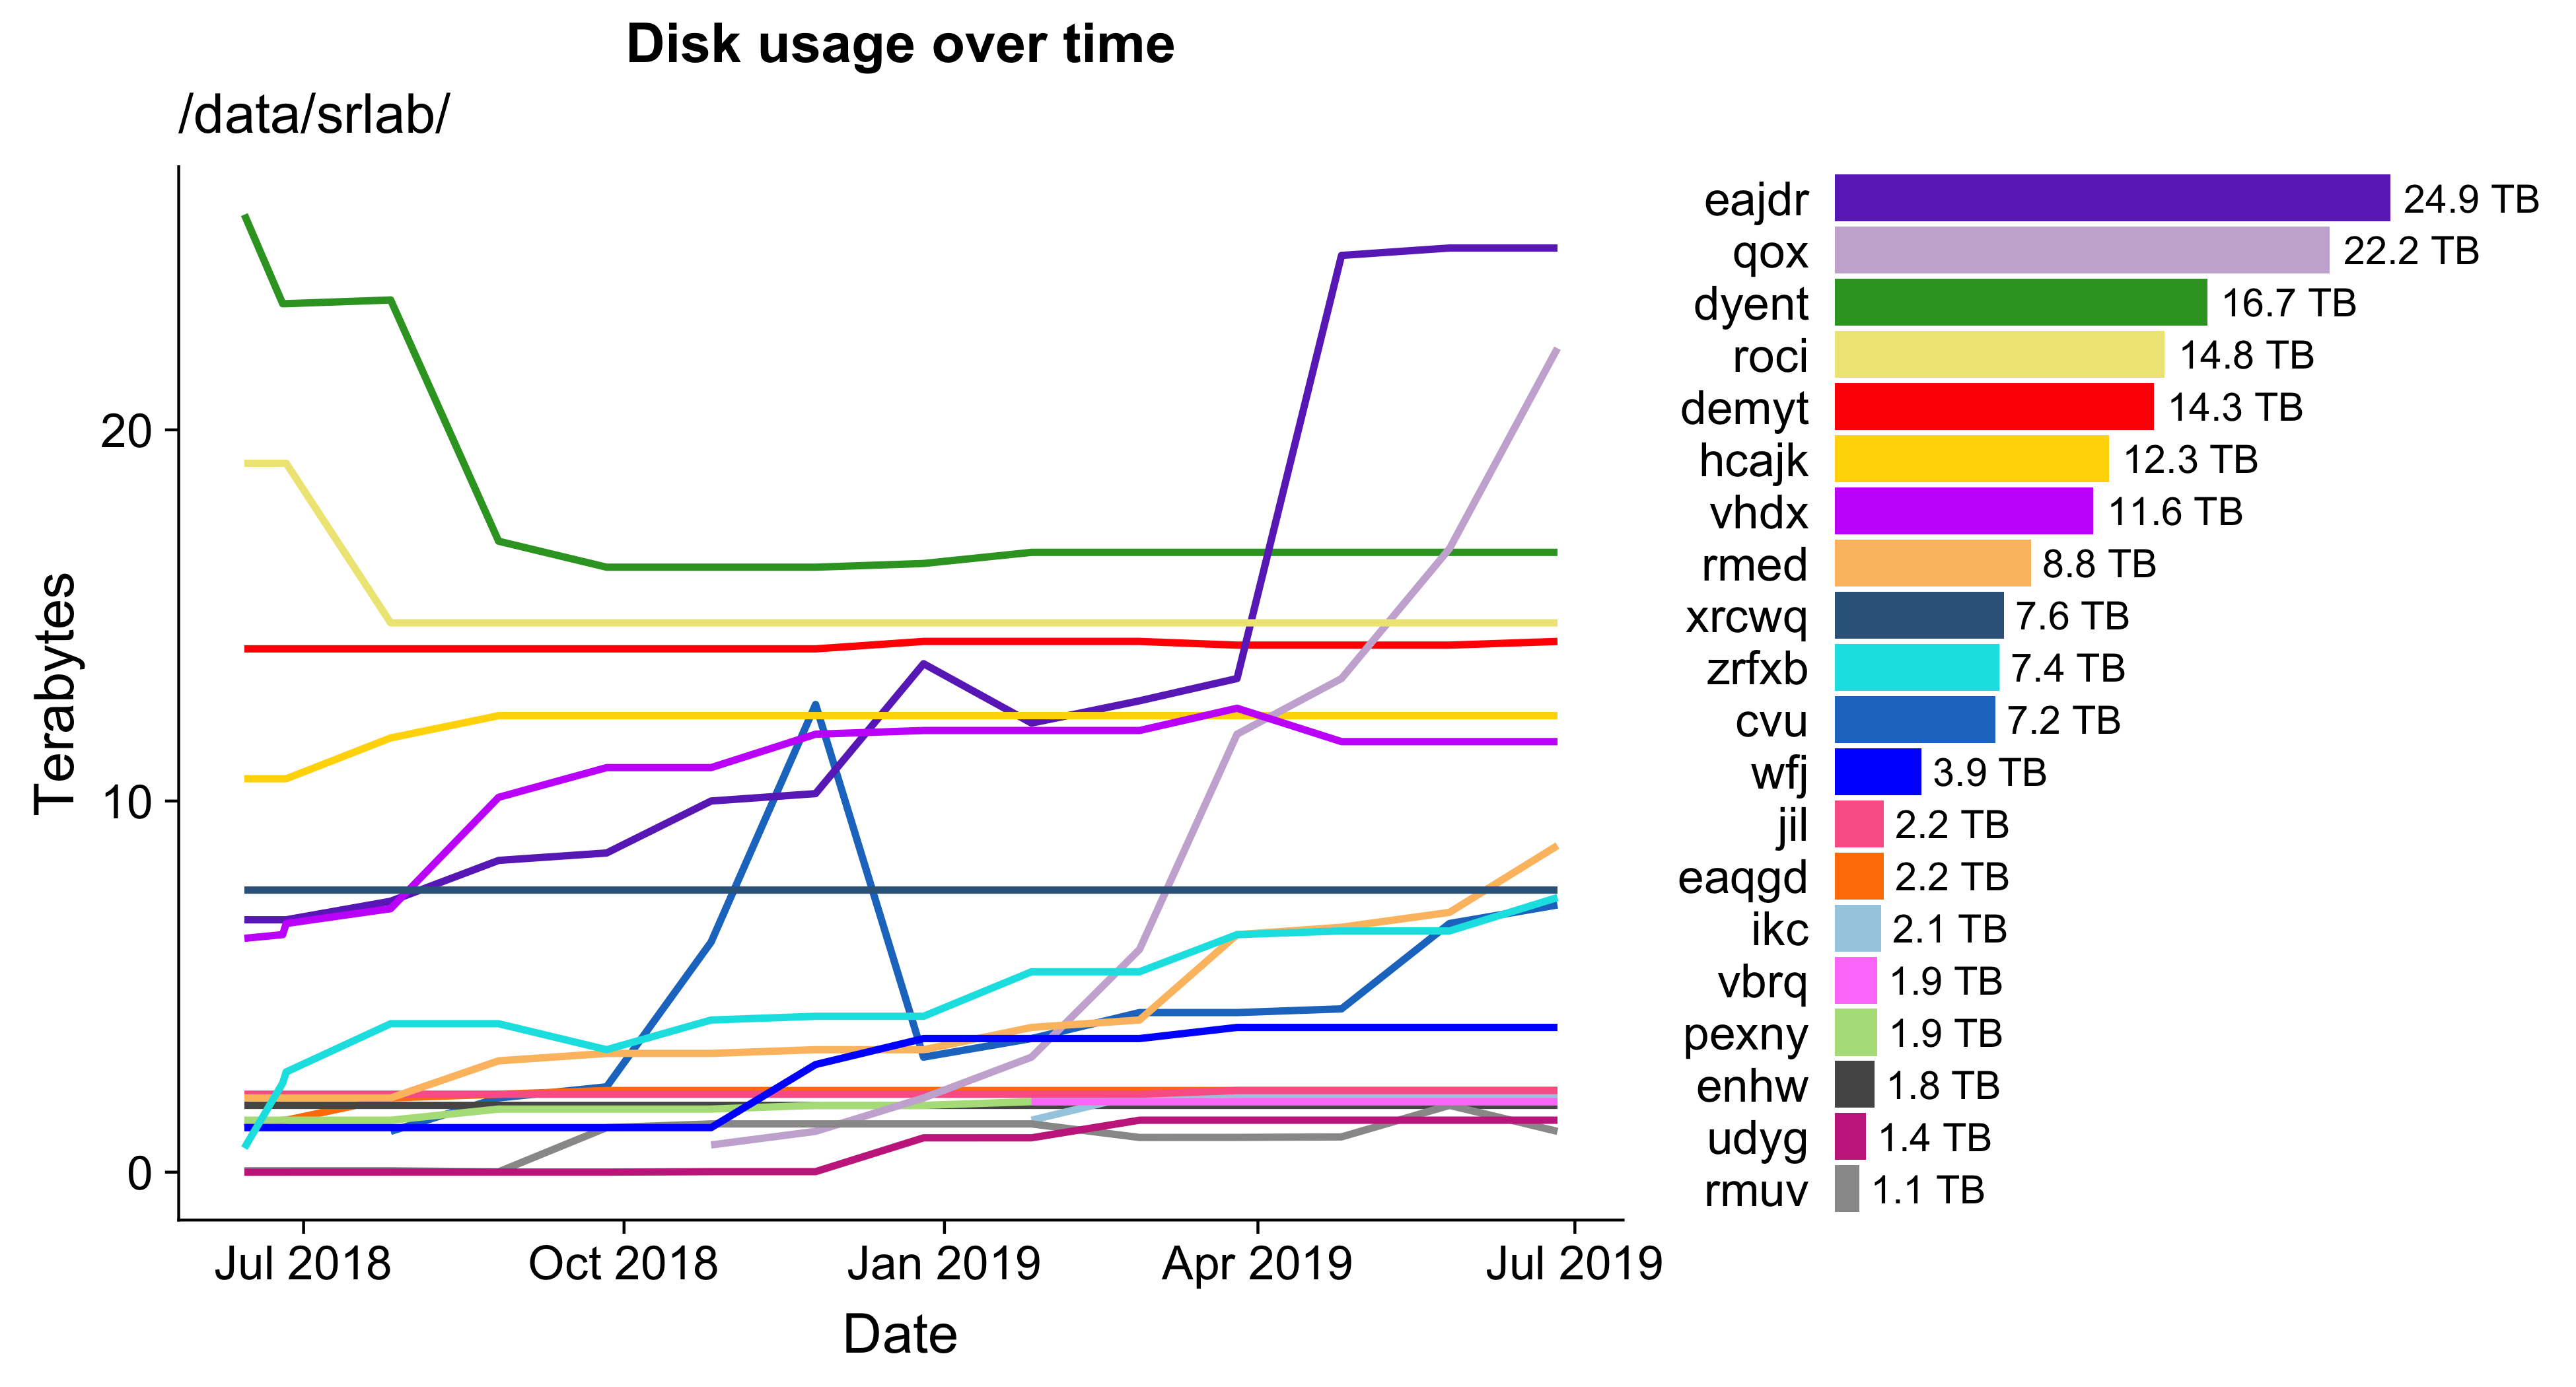 Disk usage over time
/data/srlab/
Terabytes
20
10
0
Jul 2018
Oct 2018
Jan 2019
Apr 2019
Jul 2019
Date
eajdr 24.9 TB
qox 22.2 TB
dyent 16.7 TB
roci 14.8 TB
demyt 14.3 TB
hcajk 12.3 TB
vhdx 11.6 TB
rmed 8.8 TB
xrcwq 7.6 TB
zrfxb 7.4 TB
cvu 7.2 TB
wfj 3.9 TB
jil 2.2 TB
eaqgd 2.2 TB
ikc 2.1 TB
vbrq 1.9 TB
pexny 1.9 TB
enhw 1.8 TB
udyg 1.4 TB
rmuv 1.1 TB